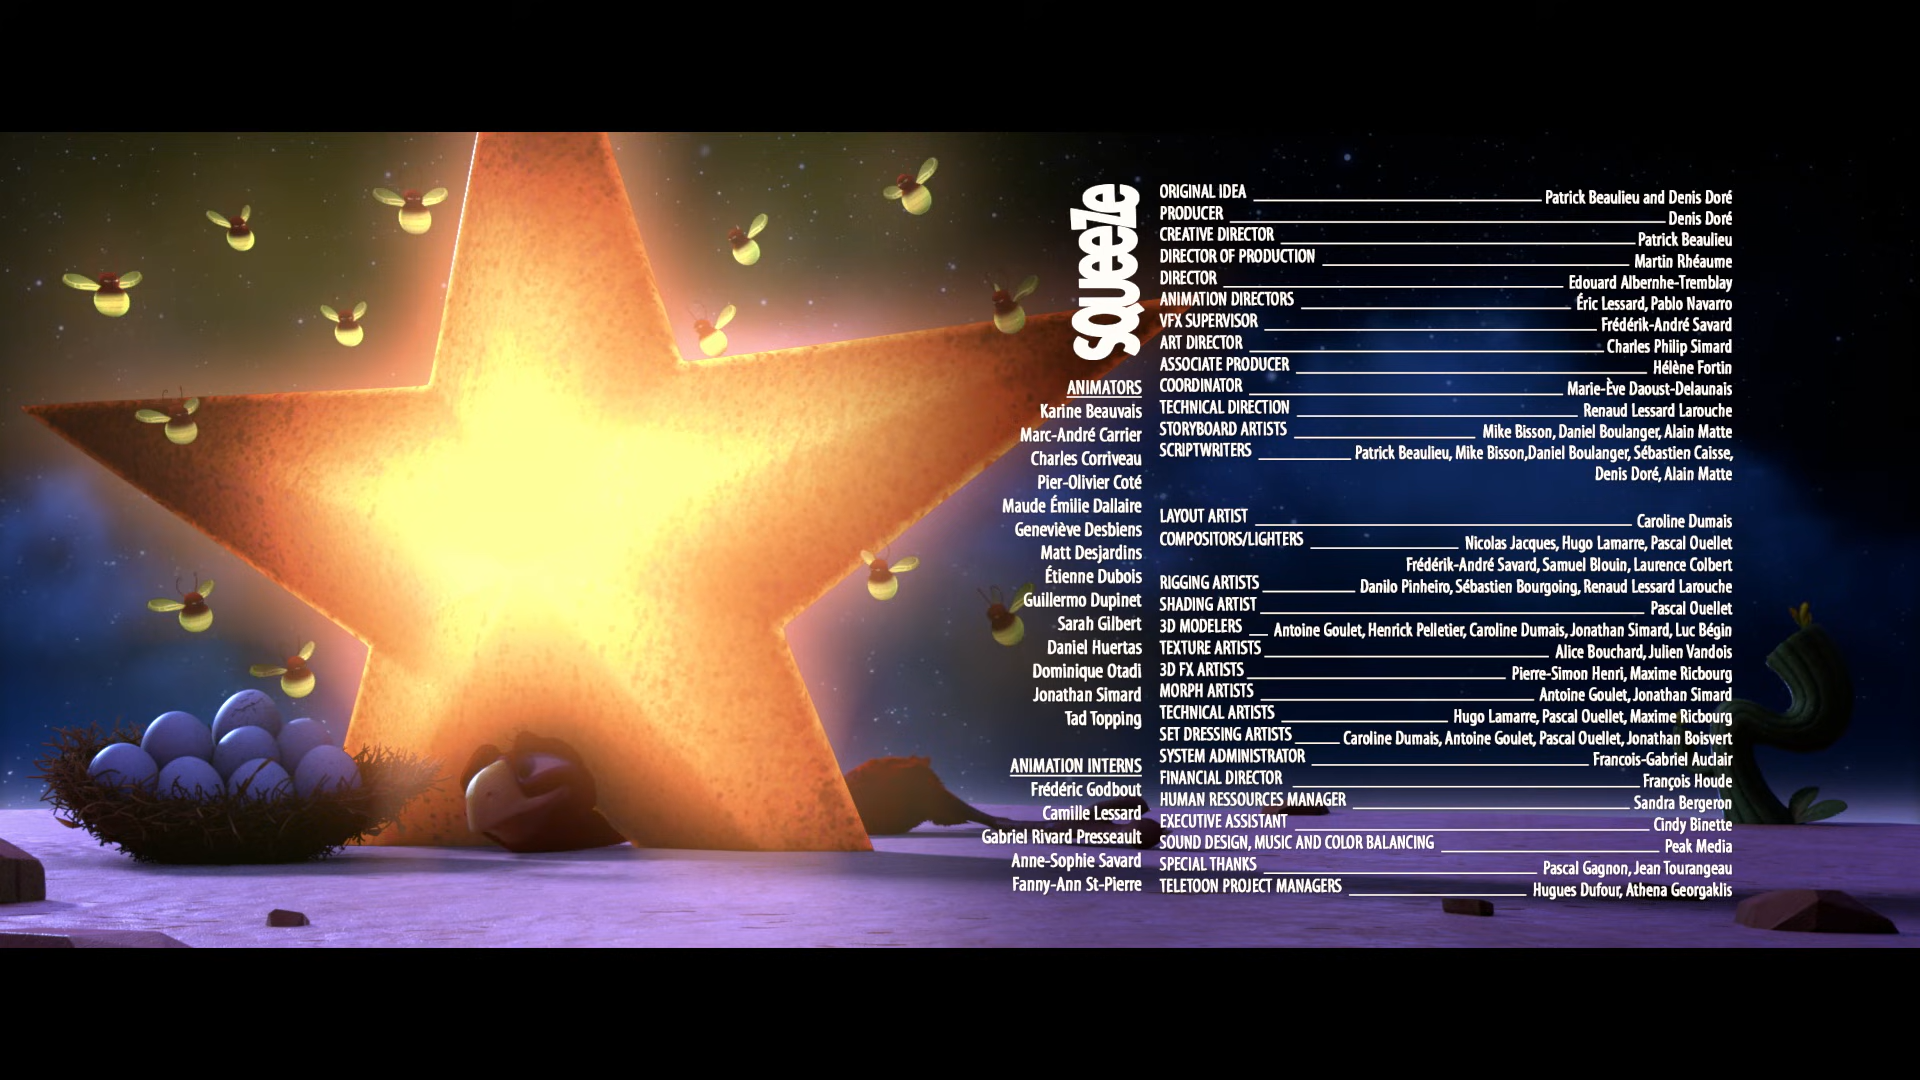 squeeze
ANIMATORS
Karine Beauvais
Marc-André Carrier
Charles Corriveau
Pier-Olivier Coté
Maude Émilie Dallaire
Geneviève Desbiens
Matt Desjardins
Étienne Dubois
Guillermo Dupinet
Sarah Gilbert
Daniel Huertas
Dominique Otadi
Jonathan Simard
Tad Topping
ANIMATION INTERNS
Frédéric Godbout
Camille Lessard
Gabriel Rivard Presseault
Anne-Sophie Savard
Fanny-Ann St-Pierre
ORIGINAL IDEA Patrick Beaulieu and Denis Doré
PRODUCER Denis Doré
CREATIVE DIRECTOR Patrick Beaulieu
DIRECTOR OF PRODUCTION Martin Rhéaume
DIRECTOR Edouard Albernhe-Tremblay
ANIMATION DIRECTORS Éric Lessard, Pablo Navarro
VFX SUPERVISOR Frédérik-André Savard
ART DIRECTOR Charles Philip Simard
ASSOCIATE PRODUCER Hélène Fortin
COORDINATOR Marie-Ève Daoust-Delaunais
TECHNICAL DIRECTION Renaud Lessard Larouche
STORYBOARD ARTISTS Mike Bisson, Daniel Boulanger, Alain Matte
SCRIPTWRITERS Patrick Beaulieu, Mike Bisson,Daniel Boulanger, Sébastien Caisse,
Denis Doré, Alain Matte
LAYOUT ARTIST Caroline Dumais
COMPOSITORS/LIGHTERS Nicolas Jacques, Hugo Lamarre, Pascal Ouellet
Frédérik-André Savard, Samuel Blouin, Laurence Colbert
RIGGING ARTISTS Danilo Pinheiro, Sébastien Bourgoing, Renaud Lessard Larouche
SHADING ARTIST Pascal Ouellet
3D MODELERS Antoine Goulet, Henrick Pelletier, Caroline Dumais, Jonathan Simard, Luc Bégin
TEXTURE ARTISTS Alice Bouchard, Julien Vandois
3D FX ARTISTS Pierre-Simon Henri, Maxime Ricbourg
MORPH ARTISTS Antoine Goulet, Jonathan Simard
TECHNICAL ARTISTS Hugo Lamarre, Pascal Ouellet, Maxime Ricbourg
SET DRESSING ARTISTS Caroline Dumais, Antoine Goulet, Pascal Ouellet, Jonathan Boisvert
SYSTEM ADMINISTRATOR Francois-Gabriel Auclair
FINANCIAL DIRECTOR François Houde
HUMAN RESSOURCES MANAGER Sandra Bergeron
EXECUTIVE ASSISTANT Cindy Binette
SOUND DESIGN, MUSIC AND COLOR BALANCING Peak Media
SPECIAL THANKS Pascal Gagnon, Jean Tourangeau
TELETOON PROJECT MANAGERS Hugues Dufour, Athena Georgaklis